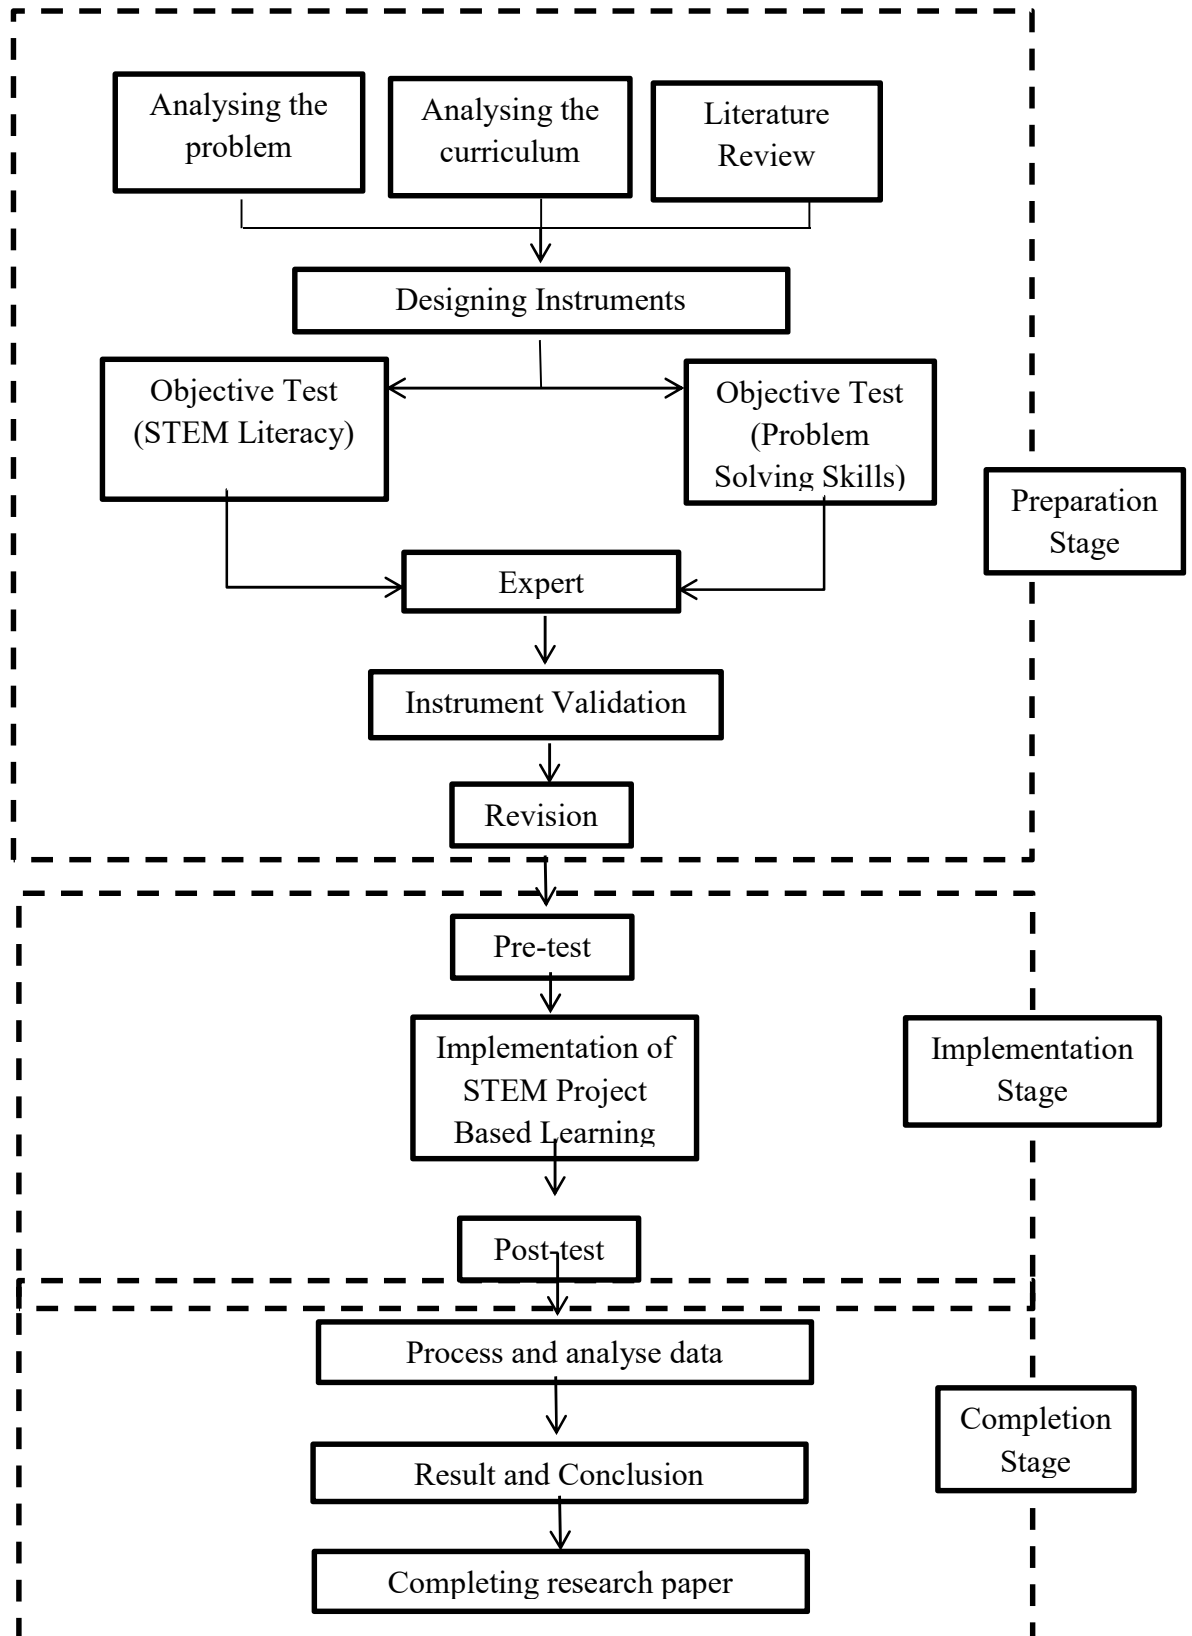 Analysing the
problem
Analysing the
curriculum
Literature
Review
Designing Instruments
Objective Test
(STEM Literacy)
Objective Test
(Problem
Solving Skills)
Preparation
Stage
Expert
Instrument Validation
Revision
Pre-test
Implementation of
STEM Project
Based Learning
Implementation
Stage
Post-test
Process and analyse data
Completion
Stage
Result and Conclusion
Completing research paper